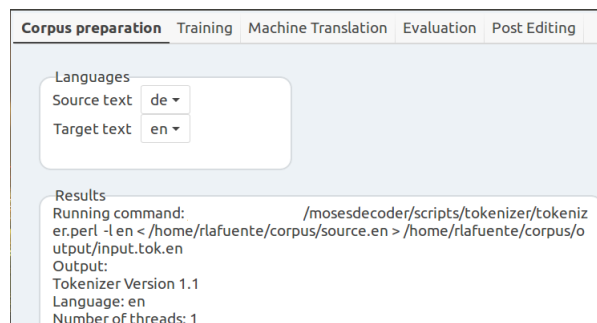 Corpus preparation Training Machine Translation Evaluation Post Editing
Languages
Source text de
Target text en
Results
Running command: /mosesdecoder/scripts/tokenizer/tokeniz
er.perl -l en < /home/rlafuente/corpus/source.en > /home/rlafuente/corpus/o
utput/input.tok.en
Output:
Tokenizer Version 1.1
Language: en
Number of threads: 1